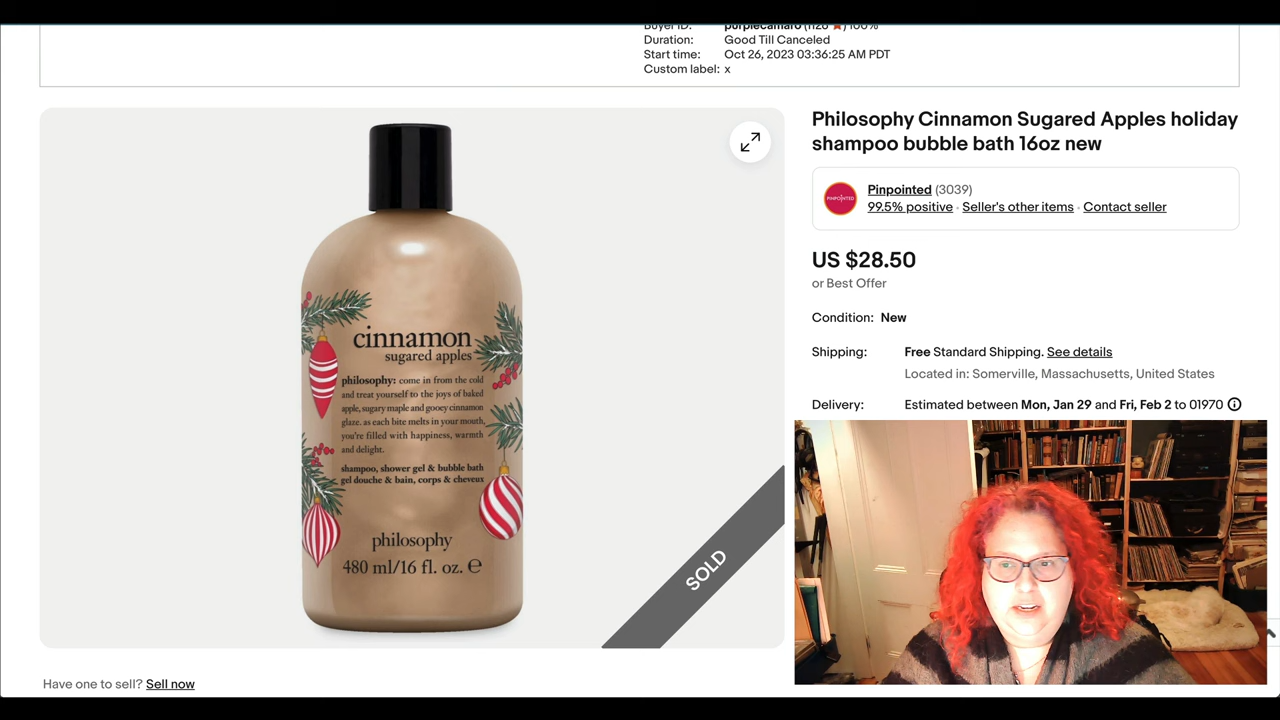 Buyer ID: purplecamaro (1126 ) 100%
Duration: Good Till Canceled
Start time: Oct 26, 2023 03:36:25 AM PDT
Custom label: x
Philosophy Cinnamon Sugared Apples holiday
shampoo bubble bath 16oz new
PINPOINTED
Pinpointed (3039)
99.5% positive · Seller's other items · Contact seller
US $28.50
or Best Offer
Condition: New
Shipping: Free Standard Shipping. See details
Located in: Somerville, Massachusetts, United States
Delivery: Estimated between Mon, Jan 29 and Fri, Feb 2 to 01970
cinnamon
sugared apples
philosophy: come in from the cold
and treat yourself to the joys of baked
apple, sugary maple and gooey cinnamon
glaze. as each bite melts in your mouth,
you're filled with happiness, warmth
and delight.
shampoo, shower gel & bubble bath
gel douche & bain, corps & cheveux
philosophy
480 ml/16 fl. oz. e
SOLD
Have one to sell? Sell now